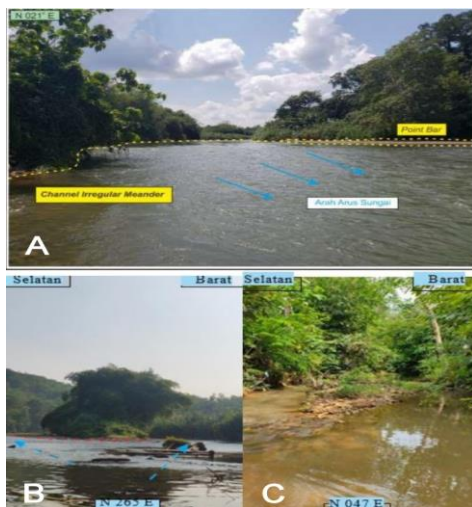 N 021° E
Point Bar
Channel Irregular Meander
Arah Arus Sungai
A
Selatan
Barat
Selatan
Barat
B
N 265 E
C
N 047 E